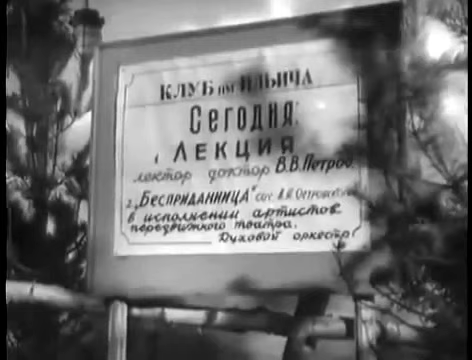 КЛУБ им ИЛЬИЧА
Сегодня:
1 ЛЕКЦИЯ
лектор доктор В.В.Петров
2. „БЕСПРИДАННИЦА" соч. А.Н.Островского
в исполнении артистов
передвижного театра.
Духовой оркестр